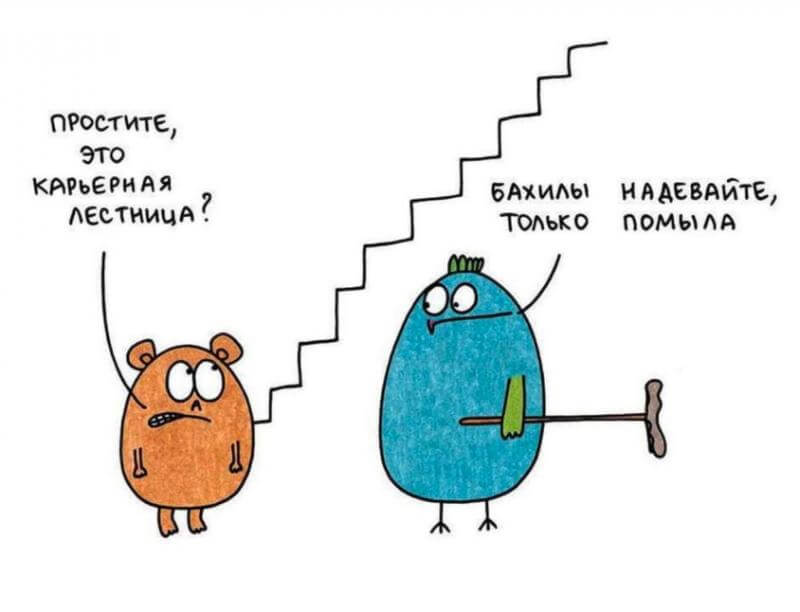 ПРОСТИТЕ,
ЭТО
КАРЬЕРНАЯ
ЛЕСТНИЦА?
БАХИЛЫ НАДЕВАЙТЕ,
ТОЛЬКО ПОМЫЛА